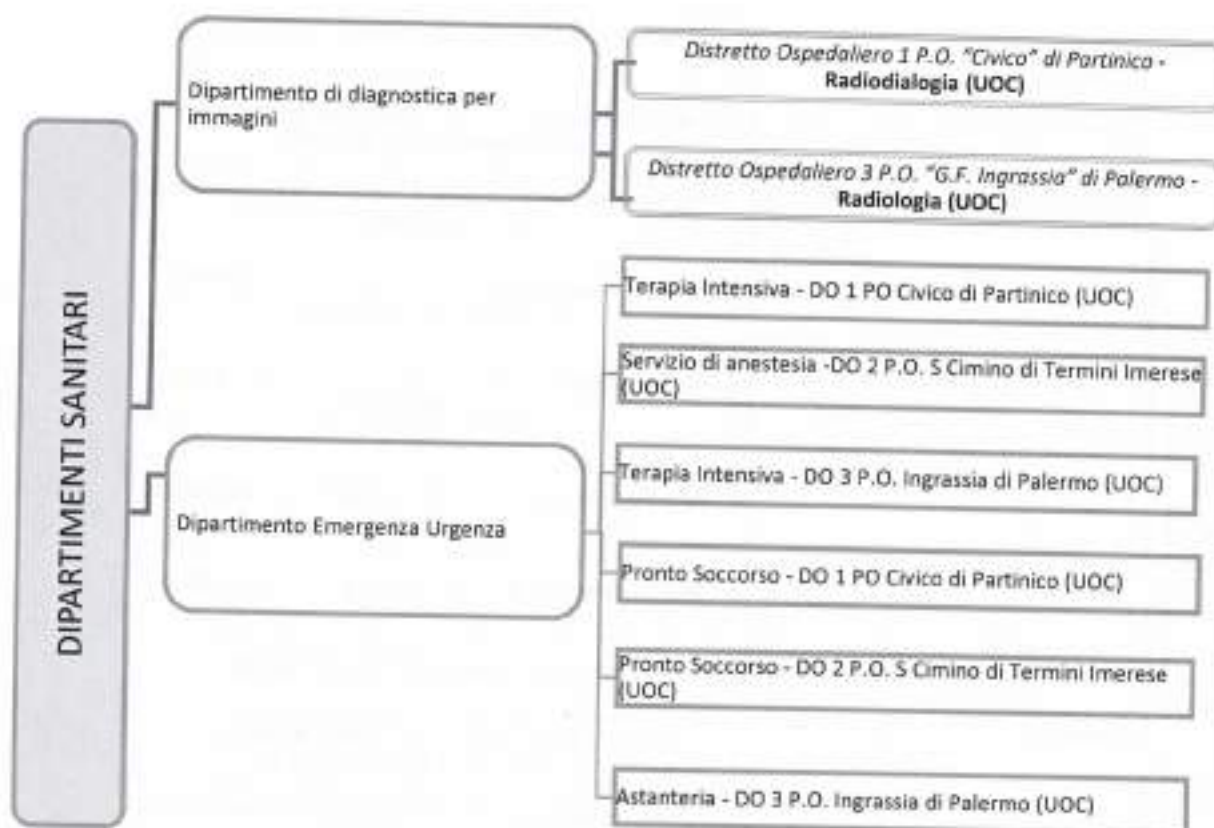 DIPARTIMENTI SANITARI
Dipartimento di diagnostica per
immagini
Distretto Ospedaliero 1 P.O. "Civico" di Partinico -
Radiodialogia (UOC)
Distretto Ospedaliero 3 P.O. "G.F. Ingrassia" di Palermo -
Radiologia (UOC)
Dipartimento Emergenza Urgenza
Terapia Intensiva - DO 1 PO Civico di Partinico (UOC)
Servizio di anestesia -DO 2 P.O. S Cimino di Termini Imerese
(UOC)
Terapia Intensiva - DO 3 P.O. Ingrassia di Palermo (UOC)
Pronto Soccorso - DO 1 PO Civico di Partinico (UOC)
Pronto Soccorso - DO 2 P.O. S Cimino di Termini Imerese
(UOC)
Astanteria - DO 3 P.O. Ingrassia di Palermo (UOC)